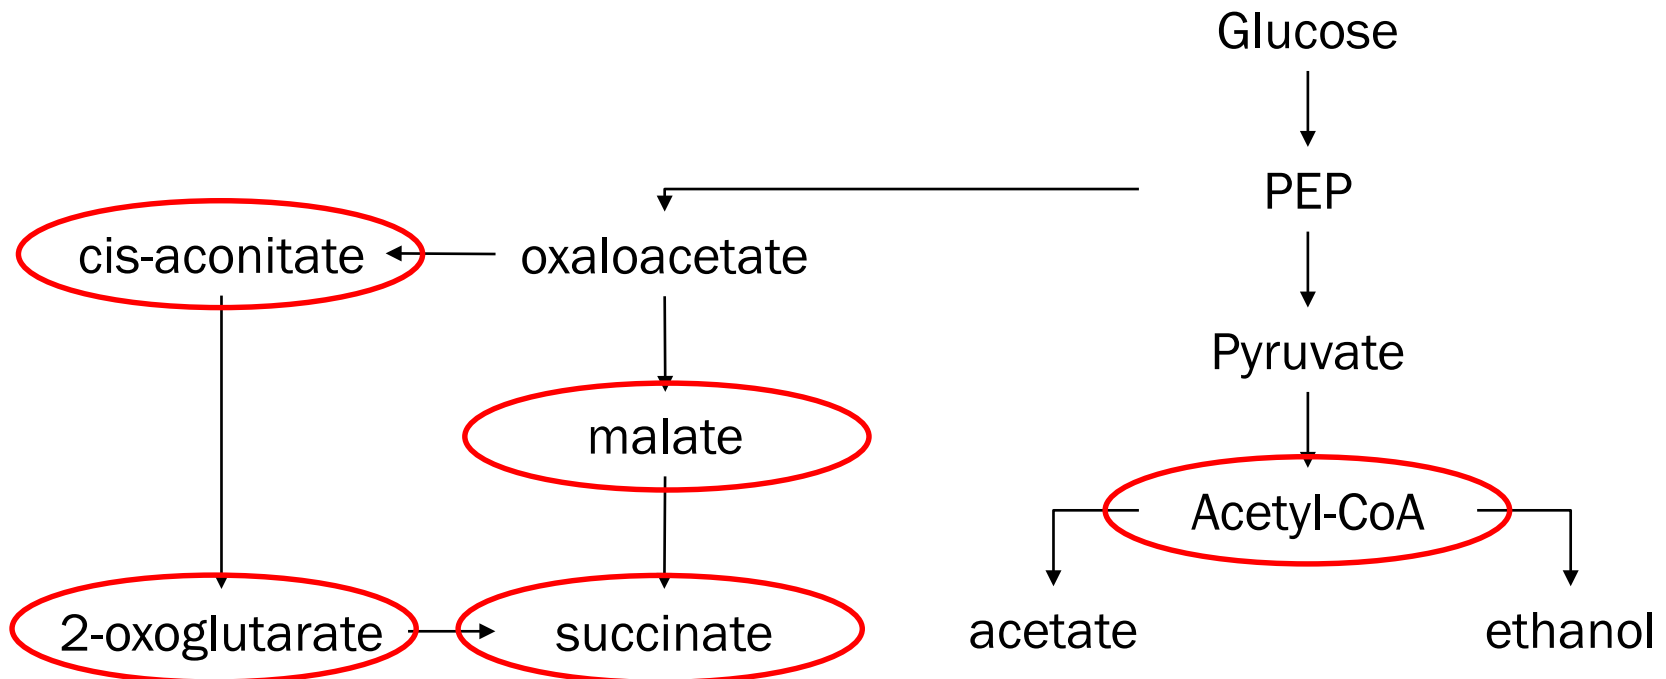 Glucose
PEP
cis-aconitate
oxaloacetate
Pyruvate
malate
Acetyl-CoA
2-oxoglutarate
succinate
acetate
ethanol